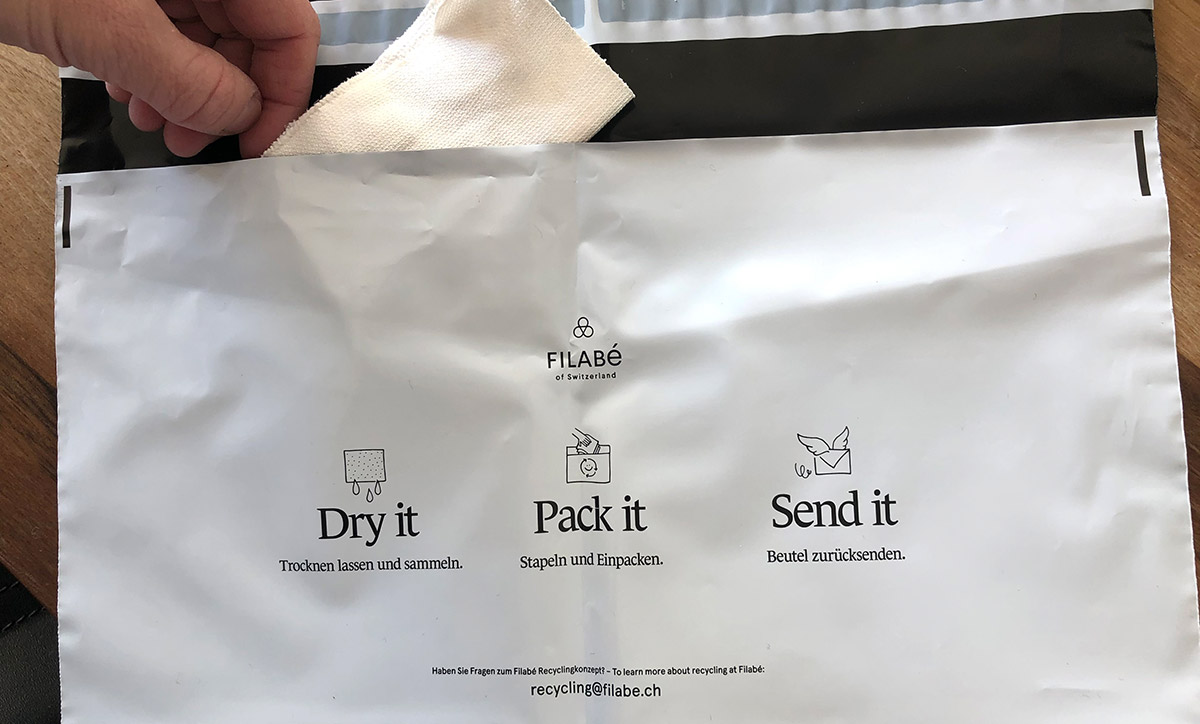 FILABé
of Switzerland
Dry it
Trocknen lassen und sammeln.
Pack it
Stapeln und Einpacken.
Send it
Beutel zurücksenden.
Haben Sie Fragen zum Filabé Recyclingkonzept? – To learn more about recycling at Filabé:
recycling@filabe.ch